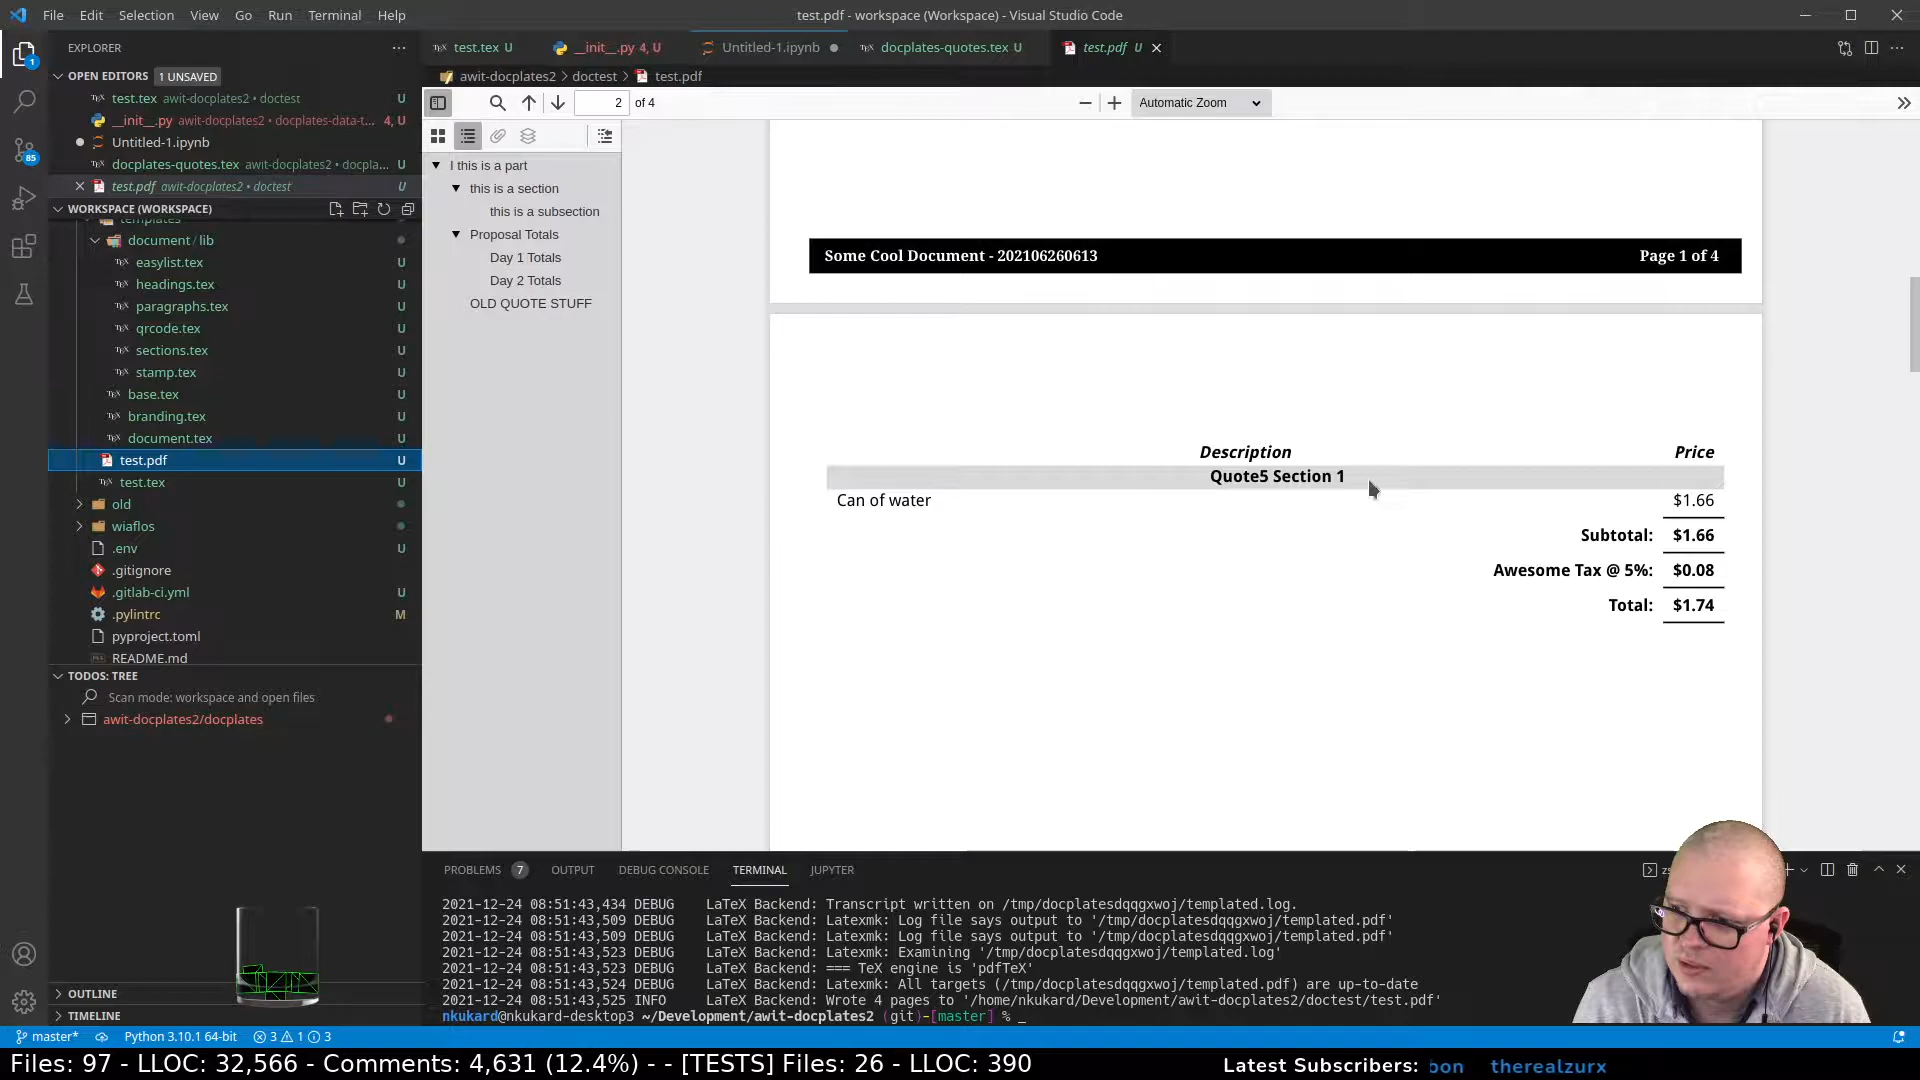 File Edit Selection View Go Run Terminal Help
test.pdf - workspace (Workspace) - Visual Studio Code
EXPLORER
test.tex U
__init__.py 4, U
Untitled-1.ipynb
docplates-quotes.tex U
test.pdf U
OPEN EDITORS 1 UNSAVED
awit-docplates2 > doctest > test.pdf
test.tex awit-docplates2 • doctest U
__init__.py awit-docplates2 • docplates-data-t... 4, U
Untitled-1.ipynb
docplates-quotes.tex awit-docplates2 • docpla... U
test.pdf awit-docplates2 • doctest U
2 of 4
Automatic Zoom
WORKSPACE (WORKSPACE)
templates
document / lib
easylist.tex U
headings.tex U
paragraphs.tex U
qrcode.tex U
sections.tex U
stamp.tex U
base.tex U
branding.tex U
document.tex U
test.pdf U
test.tex U
old
wiaflos
.env U
.gitignore
.gitlab-ci.yml U
.pylintrc M
pyproject.toml
README.md
I this is a part
this is a section
this is a subsection
Proposal Totals
Day 1 Totals
Day 2 Totals
OLD QUOTE STUFF
Some Cool Document - 202106260613 Page 1 of 4
Description Price
Quote5 Section 1
Can of water $1.66
Subtotal: $1.66
Awesome Tax @ 5%: $0.08
Total: $1.74
TODOS: TREE
Scan mode: workspace and open files
awit-docplates2/docplates
OUTLINE
TIMELINE
PROBLEMS 7 OUTPUT DEBUG CONSOLE TERMINAL JUPYTER
2021-12-24 08:51:43,434 DEBUG LaTeX Backend: Transcript written on /tmp/docplatesdqqgxwoj/templated.log.
2021-12-24 08:51:43,509 DEBUG LaTeX Backend: Latexmk: Log file says output to '/tmp/docplatesdqqgxwoj/templated.pdf'
2021-12-24 08:51:43,509 DEBUG LaTeX Backend: Latexmk: Log file says output to '/tmp/docplatesdqqgxwoj/templated.pdf'
2021-12-24 08:51:43,523 DEBUG LaTeX Backend: Latexmk: Examining '/tmp/docplatesdqqgxwoj/templated.log'
2021-12-24 08:51:43,523 DEBUG LaTeX Backend: === TeX engine is 'pdfTeX'
2021-12-24 08:51:43,524 DEBUG LaTeX Backend: Latexmk: All targets (/tmp/docplatesdqqgxwoj/templated.pdf) are up-to-date
2021-12-24 08:51:43,525 INFO LaTeX Backend: Wrote 4 pages to '/home/nkukard/Development/awit-docplates2/doctest/test.pdf'
nkukard@nkukard-desktop3 ~/Development/awit-docplates2 (git)-[master] % _
1
85
master* Python 3.10.1 64-bit 3 1 3
Files: 97 - LLOC: 32,566 - Comments: 4,631 (12.4%) - - [TESTS] Files: 26 - LLOC: 390
Latest Subscribers: bon therealzurx